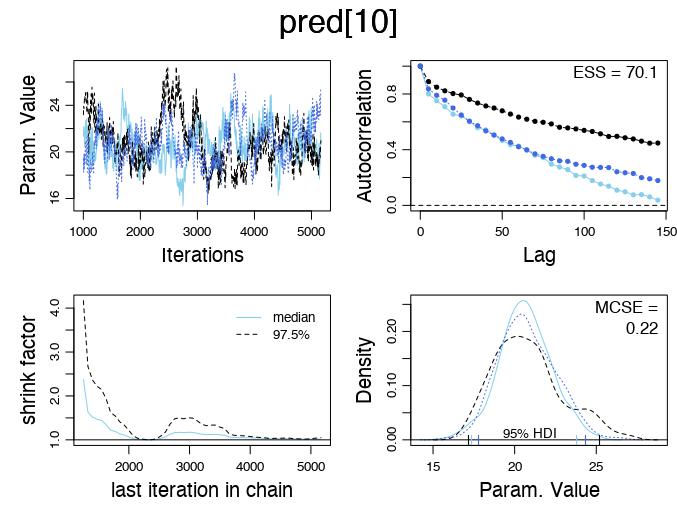 pred[10]
Param. Value
16 20 24
1000 2000 3000 4000 5000
Iterations
Autocorrelation
0.0 0.4 0.8
ESS = 70.1
0 50 100 150
Lag
shrink factor
1.0 2.0 3.0 4.0
median
97.5%
2000 3000 4000 5000
last iteration in chain
Density
0.00 0.10 0.20
MCSE =
0.22
95% HDI
15 20 25
Param. Value